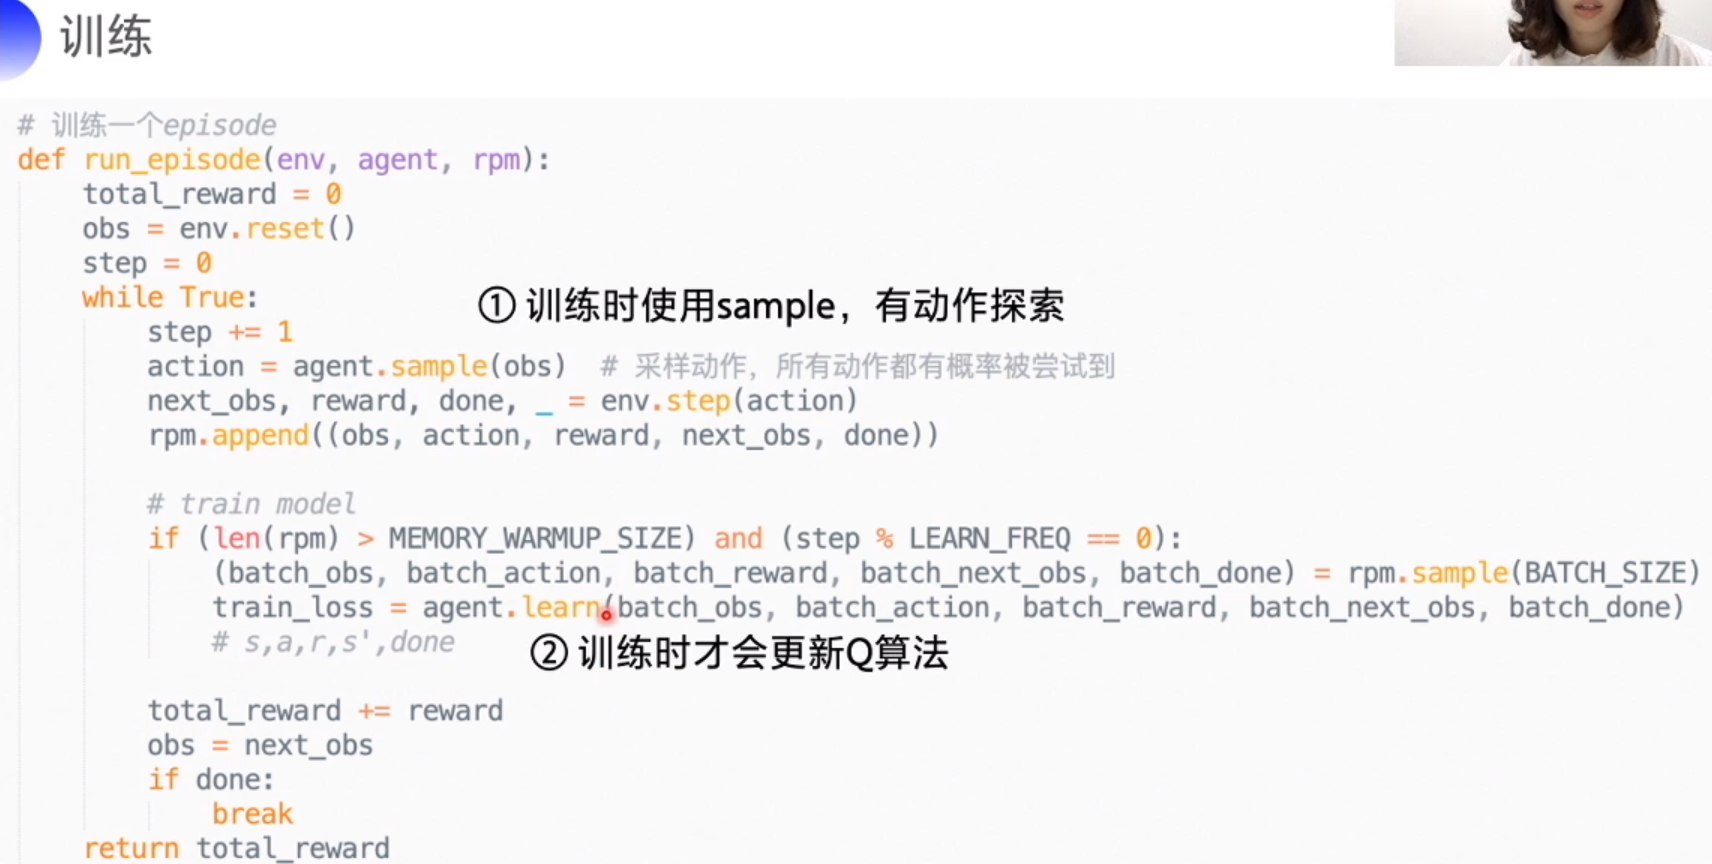 训练
# 训练一个episode
def run_episode(env, agent, rpm):
total_reward = 0
obs = env.reset()
step = 0
while True:
① 训练时使用sample，有动作探索
step += 1
action = agent.sample(obs)  # 采样动作，所有动作都有概率被尝试到
next_obs, reward, done, _ = env.step(action)
rpm.append((obs, action, reward, next_obs, done))
# train model
if (len(rpm) > MEMORY_WARMUP_SIZE) and (step % LEARN_FREQ == 0):
(batch_obs, batch_action, batch_reward, batch_next_obs, batch_done) = rpm.sample(BATCH_SIZE)
train_loss = agent.learn(batch_obs, batch_action, batch_reward, batch_next_obs, batch_done)
# s,a,r,s',done
② 训练时才会更新Q算法
total_reward += reward
obs = next_obs
if done:
break
return total_reward